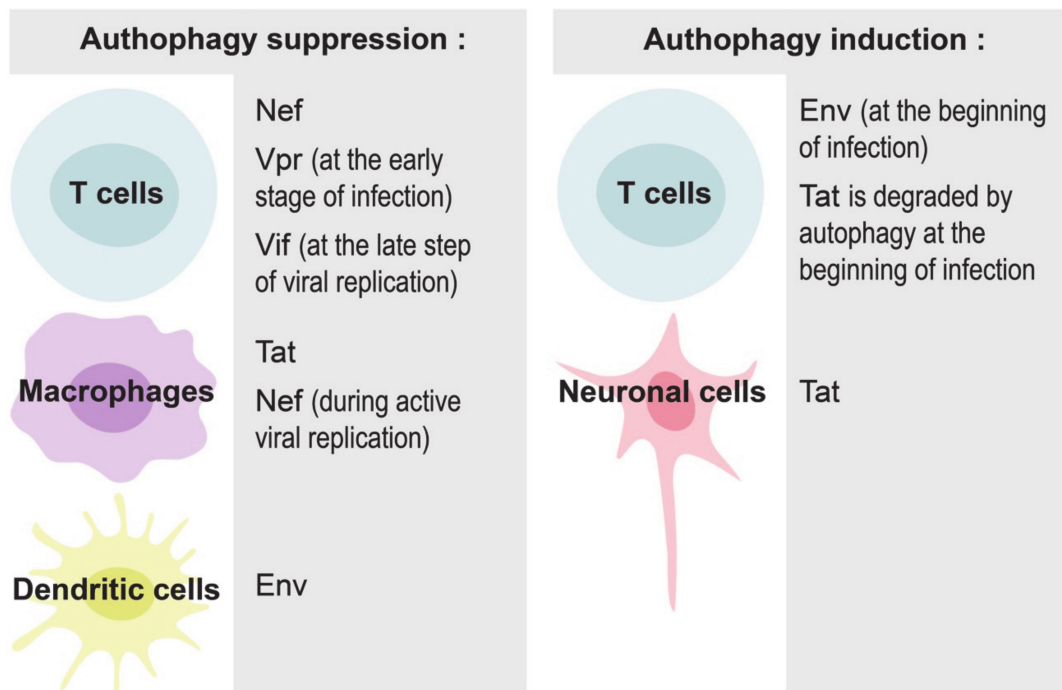 Authophagy suppression :
T cells
Nef
Vpr (at the early
stage of infection)
Vif (at the late step
of viral replication)
Macrophages
Tat
Nef (during active
viral replication)
Dendritic cells
Env
Authophagy induction :
T cells
Env (at the beginning
of infection)
Tat is degraded by
autophagy at the
beginning of infection
Neuronal cells
Tat